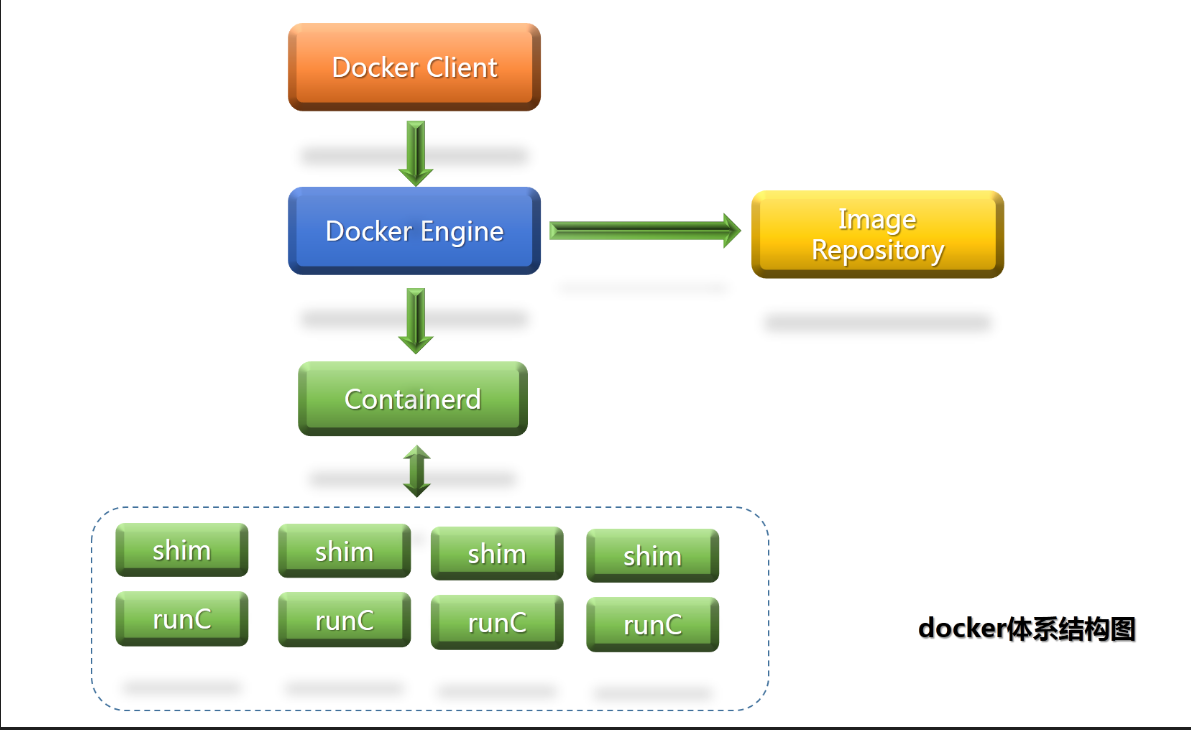 Docker Client
Docker Engine
Image
Repository
Containerd
shim
shim
shim
shim
runC
runC
runC
runC
docker体系结构图